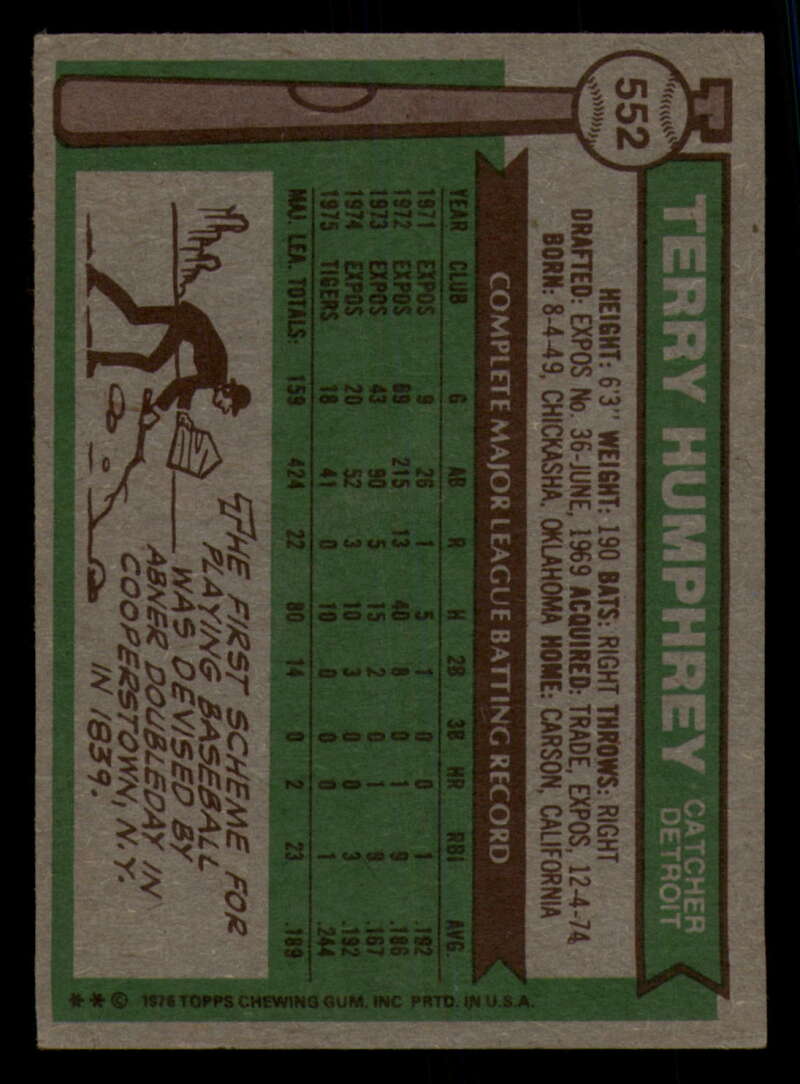 552
TERRY HUMPHREY · CATCHER
DETROIT
HEIGHT: 6'3" WEIGHT: 190 BATS: RIGHT THROWS: RIGHT
DRAFTED: EXPOS No. 36-JUNE, 1969 ACQUIRED: TRADE, EXPOS, 12-4-74
BORN: 8-4-49, CHICKASHA, OKLAHOMA HOME: CARSON, CALIFORNIA
COMPLETE MAJOR LEAGUE BATTING RECORD
YEAR CLUB G AB R H 2B 3B HR RBI AVG.
1971 EXPOS 9 26 1 5 1 0 0 1 .192
1972 EXPOS 69 215 13 40 8 0 1 9 .186
1973 EXPOS 43 90 5 15 2 0 1 9 .167
1974 EXPOS 20 52 3 10 3 0 0 3 .192
1975 TIGERS 18 41 0 10 0 0 0 1 .244
MAJ. LEA. TOTALS: 159 424 22 80 14 0 2 23 .189
THE FIRST SCHEME FOR
PLAYING BASEBALL
WAS DEVISED BY
ABNER DOUBLEDAY IN
COOPERSTOWN, N.Y.
IN 1839.
* * © 1976 TOPPS CHEWING GUM, INC PRTD. IN U.S.A.